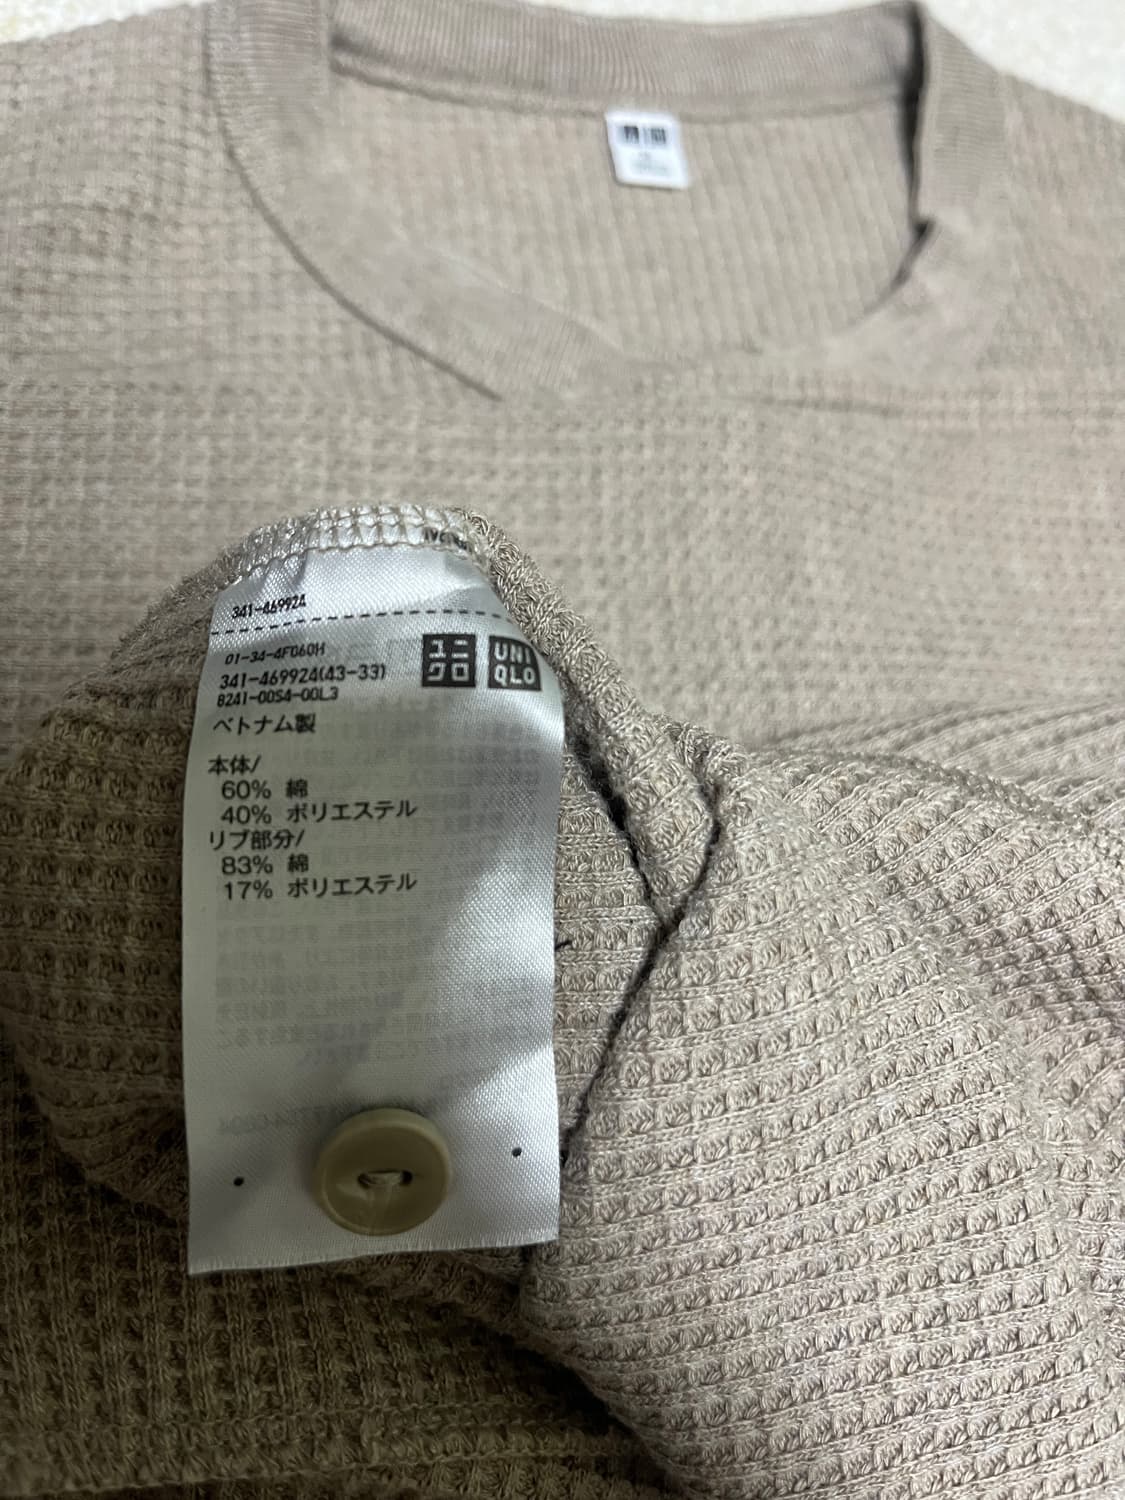 341-469924
01-34-4F060H
341-469924(43-33)
8241-00S4-00L3
ユニ
クロ
UNI
QLO
ベトナム製
本体/
60% 綿
40% ポリエステル
リブ部分/
83% 綿
17% ポリエステル